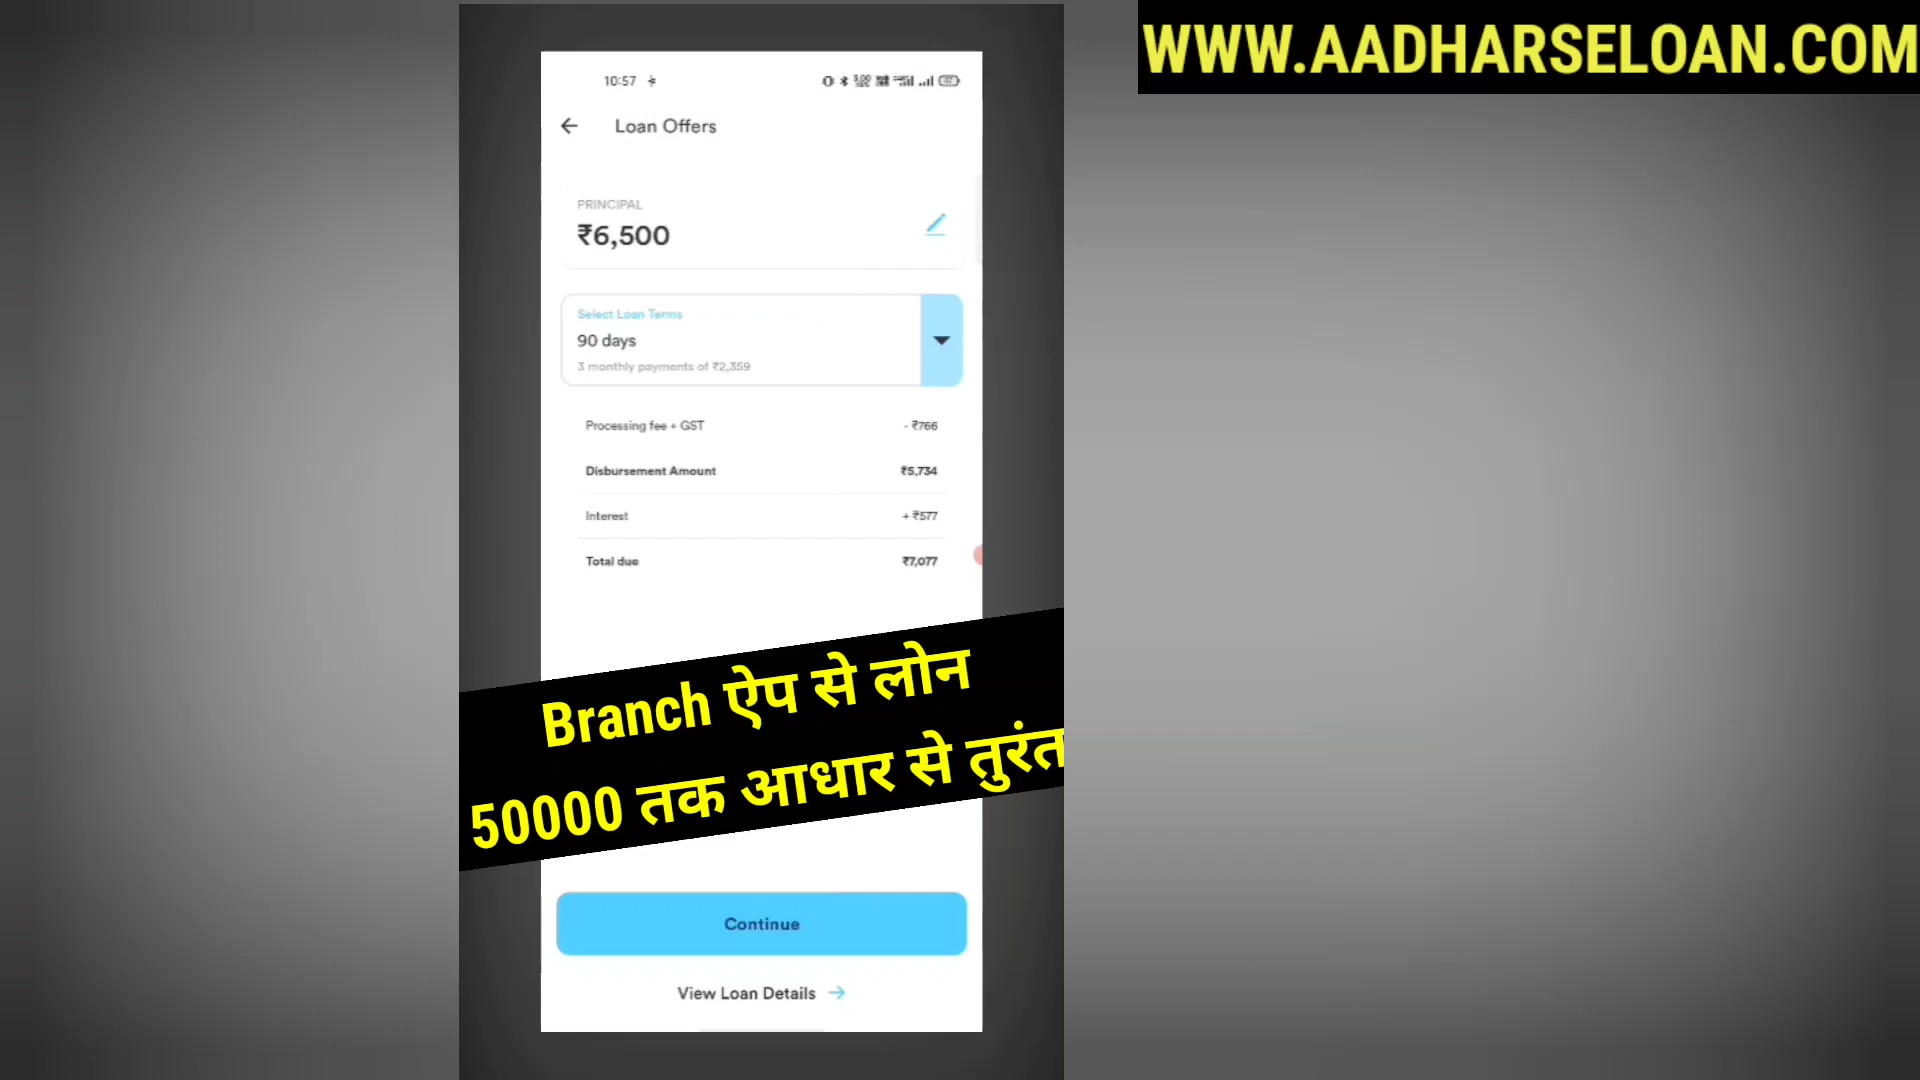 WWW.AADHARSELOAN.COM
10:57
Loan Offers
PRINCIPAL
₹6,500
Select Loan Terms
90 days
3 monthly payments of ₹2,359
Processing fee + GST - ₹766
Disbursement Amount ₹5,734
Interest + ₹577
Total due ₹7,077
Branch ऐप से लोन
50000 तक आधार से तुरंत
Continue
View Loan Details →